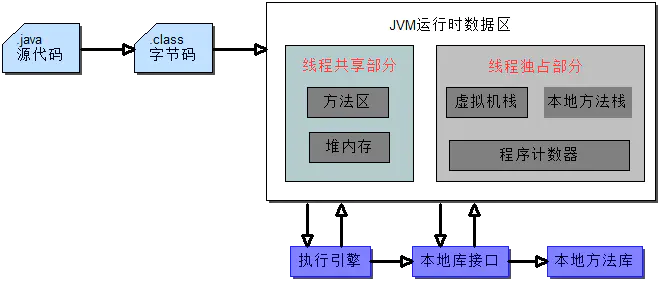 .java
源代码
.class
字节码
JVM运行时数据区
线程共享部分
方法区
堆内存
线程独占部分
虚拟机栈
本地方法栈
程序计数器
执行引擎
本地库接口
本地方法库